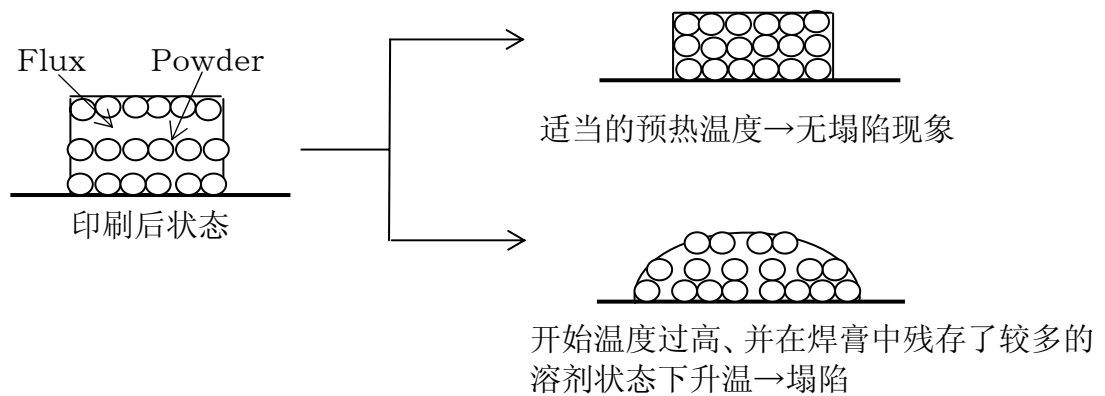 Flux
Powder
印刷后状态
适当的预热温度→无塌陷现象
开始温度过高、并在焊膏中残存了较多的
溶剂状态下升温→塌陷